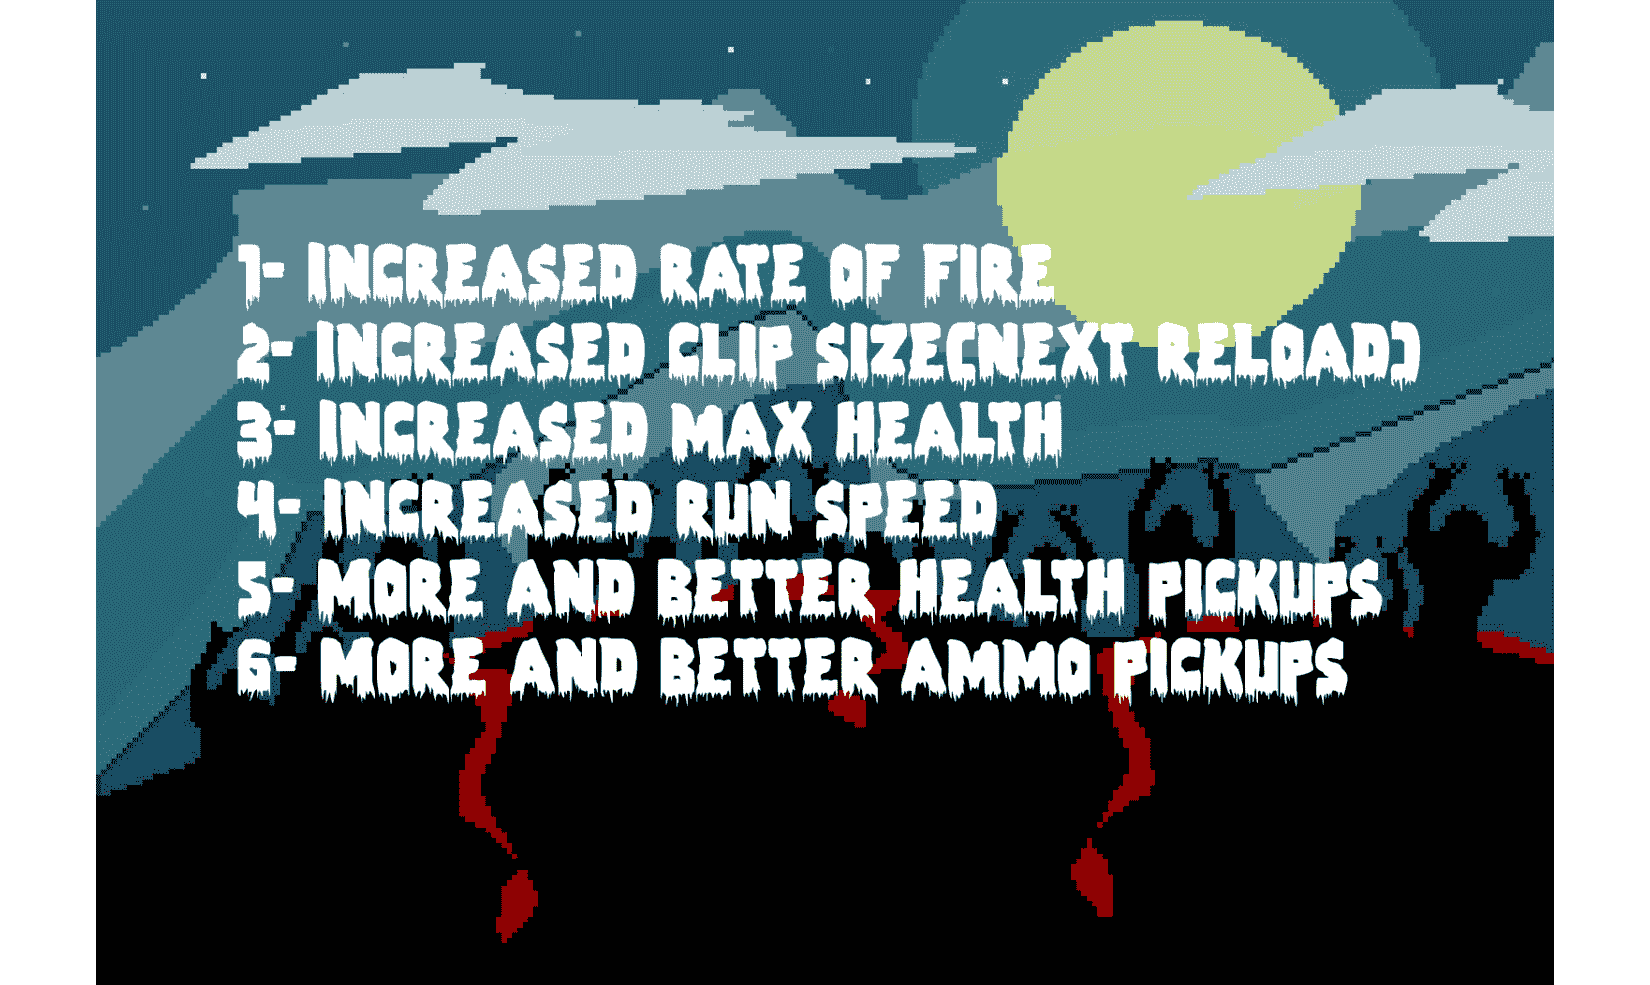 1- INCREASED RATE OF FIRE
2- INCREASED CLIP SIZE(NEXT RELOAD)
3- INCREASED MAX HEALTH
4- INCREASED RUN SPEED
5- MORE AND BETTER HEALTH PICKUPS
6- MORE AND BETTER AMMO PICKUPS